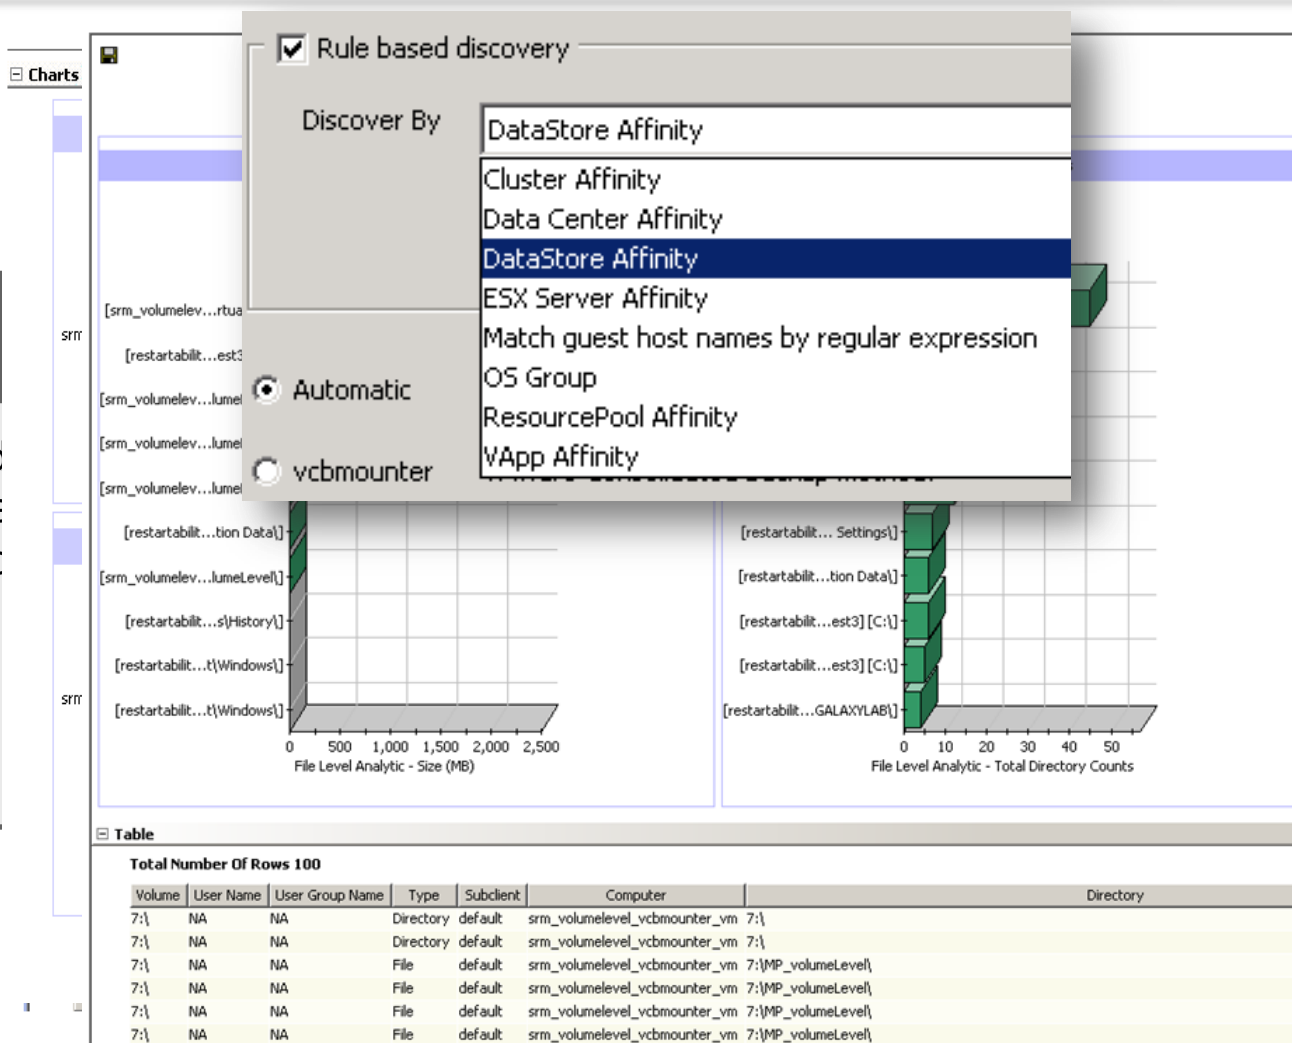 Charts
Rule based discovery
Discover By
DataStore Affinity
Cluster Affinity
Data Center Affinity
DataStore Affinity
ESX Server Affinity
Match guest host names by regular expression
OS Group
ResourcePool Affinity
VApp Affinity
Automatic
vcbmounter
srm
srm
[srm_volumelev...rtua
[restartabilit...est3
[srm_volumelev...lume
[srm_volumelev...lume
[srm_volumelev...lume
[restartabilit...tion Data\]
[srm_volumelev...lumeLevel\]
[restartabilit...s\History\]
[restartabilit...t\Windows\]
[restartabilit...t\Windows\]
0 500 1,000 1,500 2,000 2,500
File Level Analytic - Size (MB)
[restartabilit... Settings\]
[restartabilit...tion Data\]
[restartabilit...est3] [C:\]
[restartabilit...est3] [C:\]
[restartabilit...GALAXYLAB\]
0 10 20 30 40 50
File Level Analytic - Total Directory Counts
Table
Total Number Of Rows 100
Volume User Name User Group Name Type Subclient Computer Directory
7:\ NA NA Directory default srm_volumelevel_vcbmounter_vm 7:\
7:\ NA NA Directory default srm_volumelevel_vcbmounter_vm 7:\
7:\ NA NA File default srm_volumelevel_vcbmounter_vm 7:\MP_volumeLevel\
7:\ NA NA File default srm_volumelevel_vcbmounter_vm 7:\MP_volumeLevel\
7:\ NA NA File default srm_volumelevel_vcbmounter_vm 7:\MP_volumeLevel\
7:\ NA NA File default srm_volumelevel_vcbmounter_vm 7:\MP_volumeLevel\